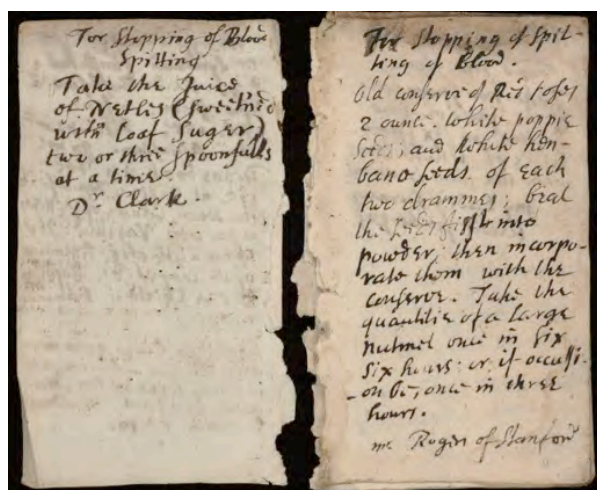 For Stopping of Blood
Spitting
Take the Juice
of Netles (sweetned
with Loaf Suger)
two or three spoonfulls
at a time.
Dr. Clark
For Stopping of Spit-
ting of Blood.
Old conserve of Red roses
2 ounce. White poppie
seeds, and White hen-
bane seeds of each
two drammes; beat
the seeds first into
powder, then incorpo-
rate them with the
conserve. Take the
quantitie of a Large
nutmeg once in six
six hours: or if occasi-
on be, once in three
hours.
mr Rogers of Stanford